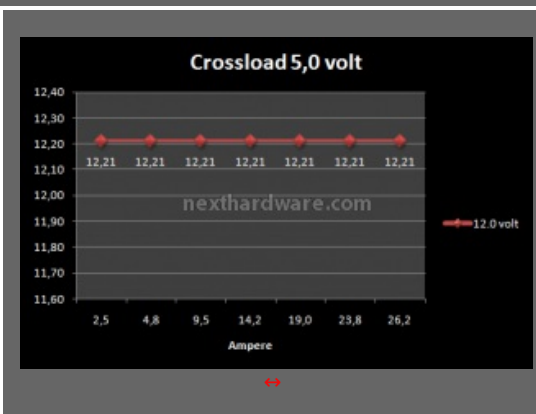 Crossload 5,0 volt
12,40
12,30
12,20
12,10
12,00
11,90
11,80
11,70
11,60
12,21 12,21 12,21 12,21 12,21 12,21 12,21
nexthardware.com
12.0 volt
2,5 4,8 9,5 14,2 19,0 23,8 26,2
Ampere